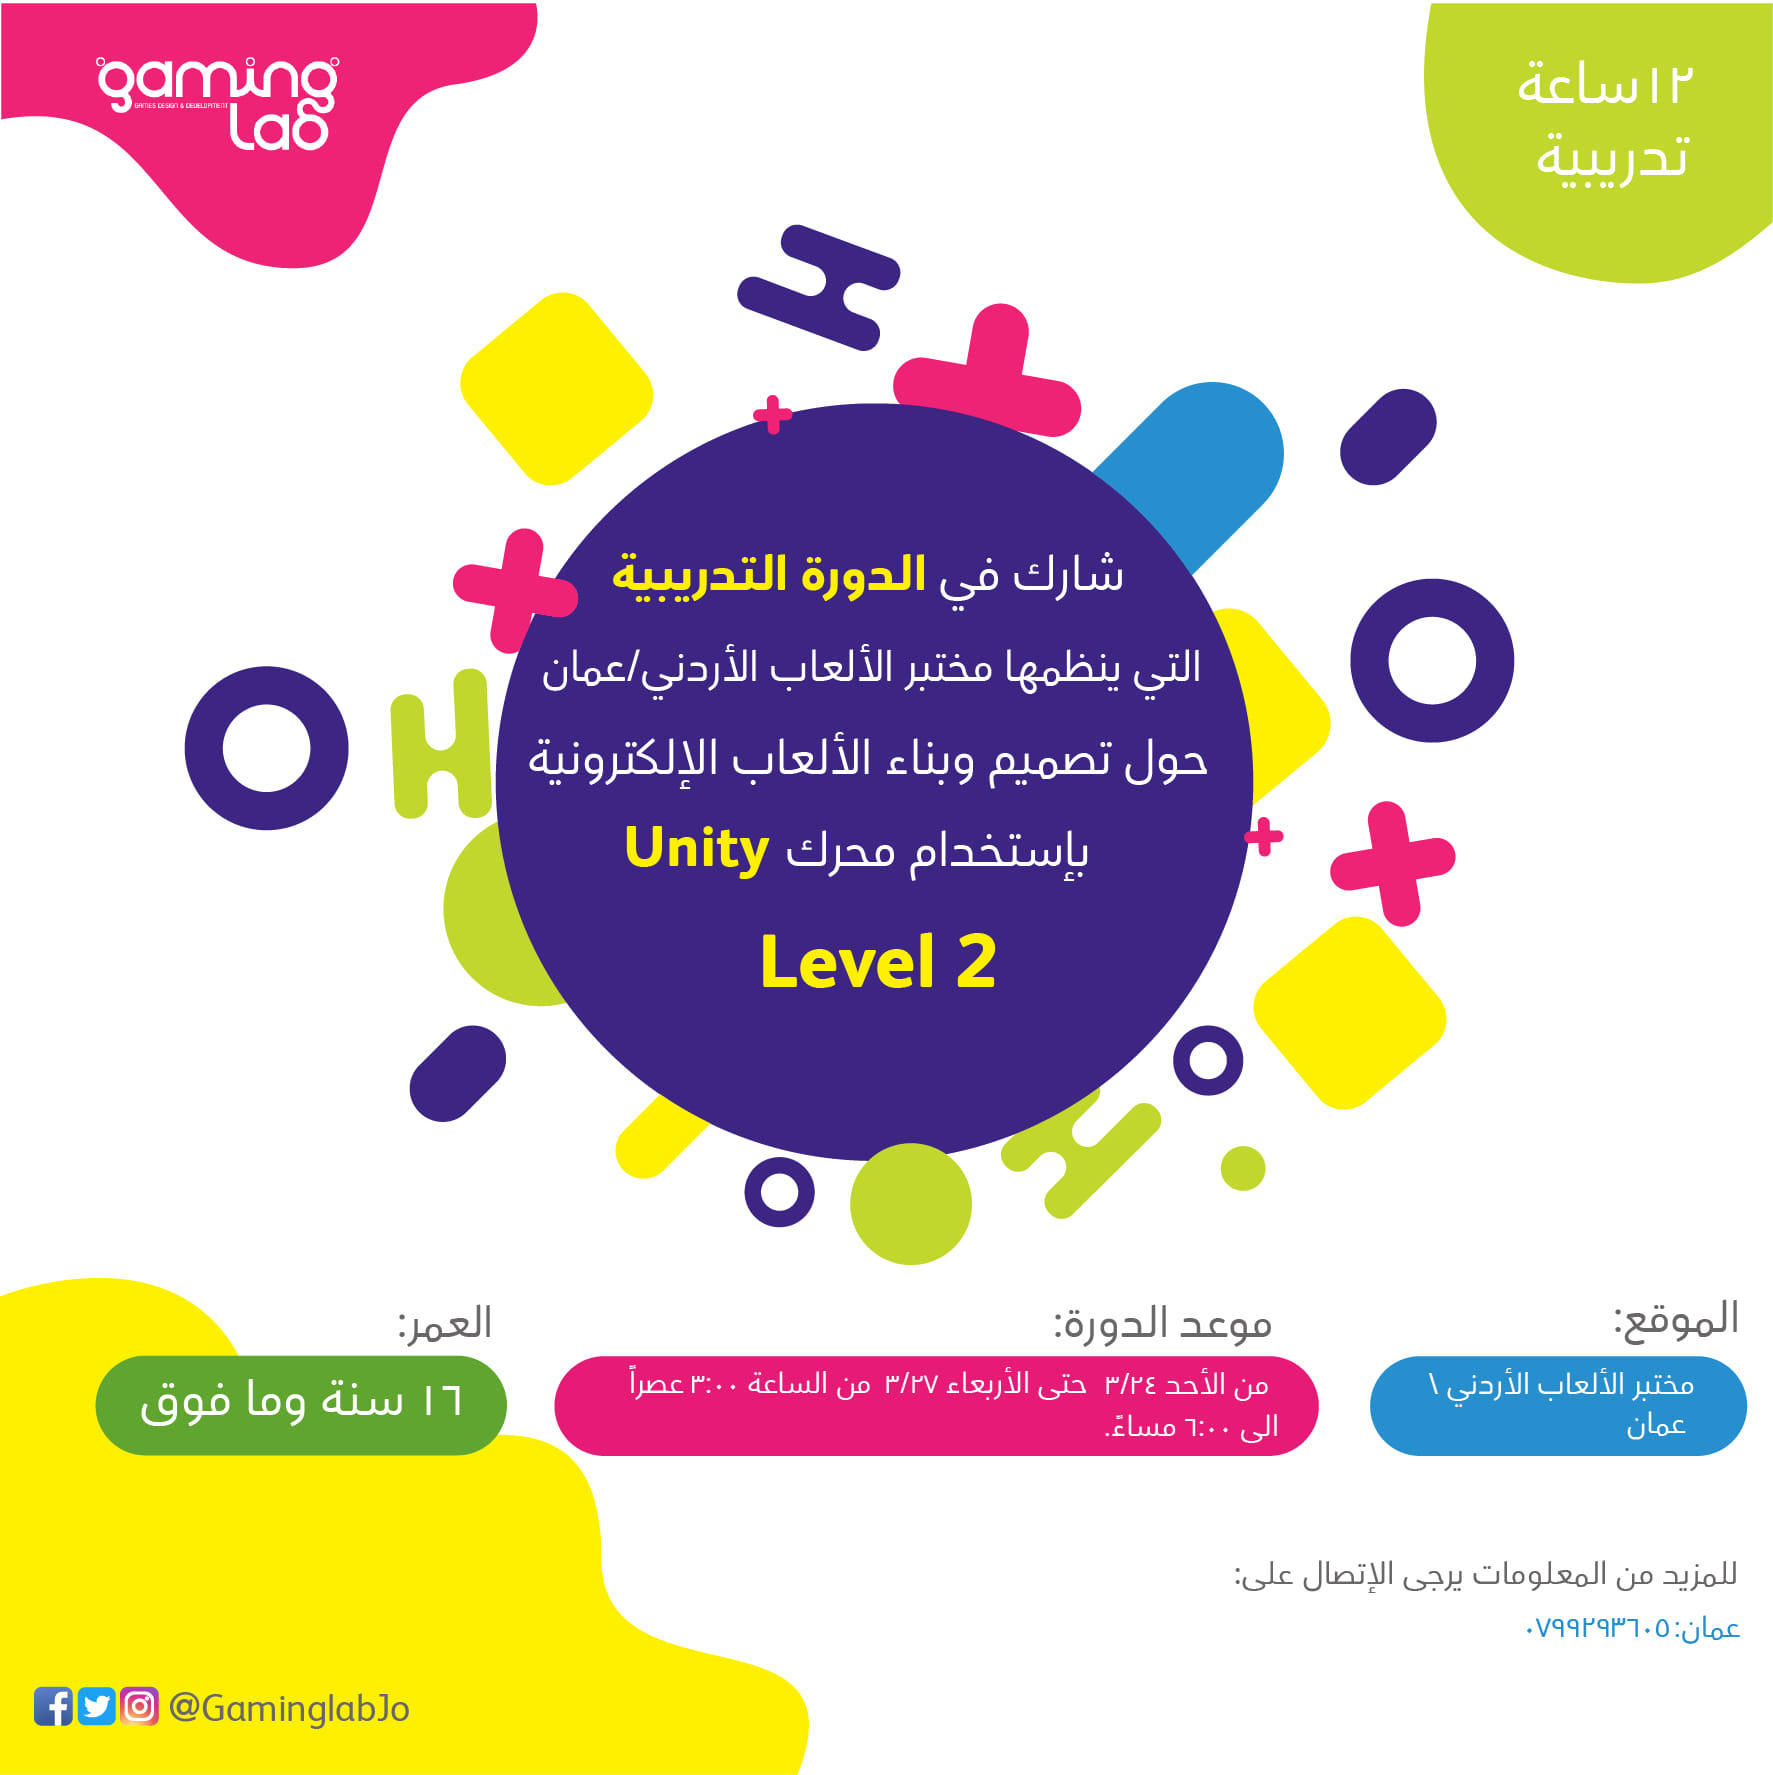 gaming
GAMES DESIGN & DEVELOPMENT
Lab
١٢ساعة
تدريبية
شارك في الدورة التدريبية
التي ينظمها مختبر الألعاب الأردني/عمان
حول تصميم وبناء الألعاب الإلكترونية
بإستخدام محرك Unity
Level 2
الموقع:
مختبر الألعاب الأردني \
عمان
موعد الدورة:
من الأحد ٣/٢٤ حتى الأربعاء ٣/٢٧ من الساعة ٣:٠٠ عصراً
الى ٦:٠٠ مساءً.
العمر:
١٦ سنة وما فوق
للمزيد من المعلومات يرجى الإتصال على:
عمان: ٠٧٩٩٢٩٣٦٠٥
@GaminglabJo